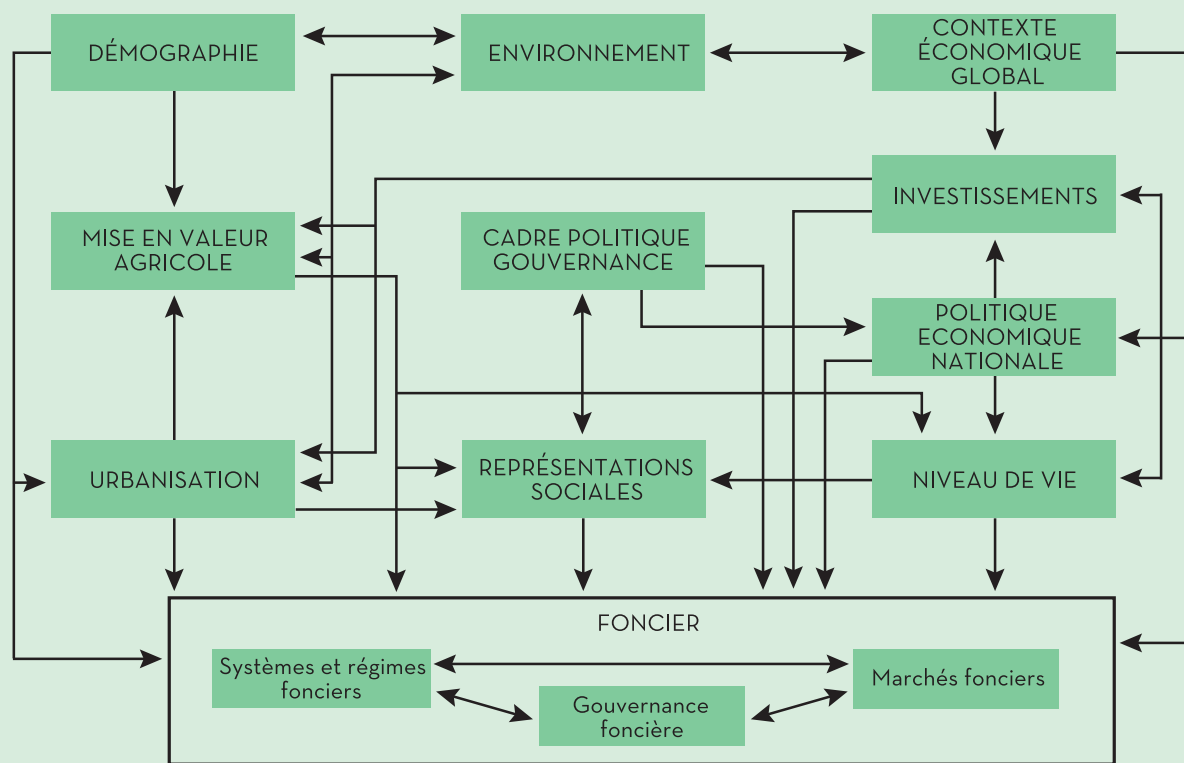 DÉMOGRAPHIE
ENVIRONNEMENT
CONTEXTE
ÉCONOMIQUE
GLOBAL
INVESTISSEMENTS
MISE EN VALEUR
AGRICOLE
CADRE POLITIQUE
GOUVERNANCE
POLITIQUE
ECONOMIQUE
NATIONALE
URBANISATION
REPRÉSENTATIONS
SOCIALES
NIVEAU DE VIE
FONCIER
Systèmes et régimes
fonciers
Marchés fonciers
Gouvernance
foncière